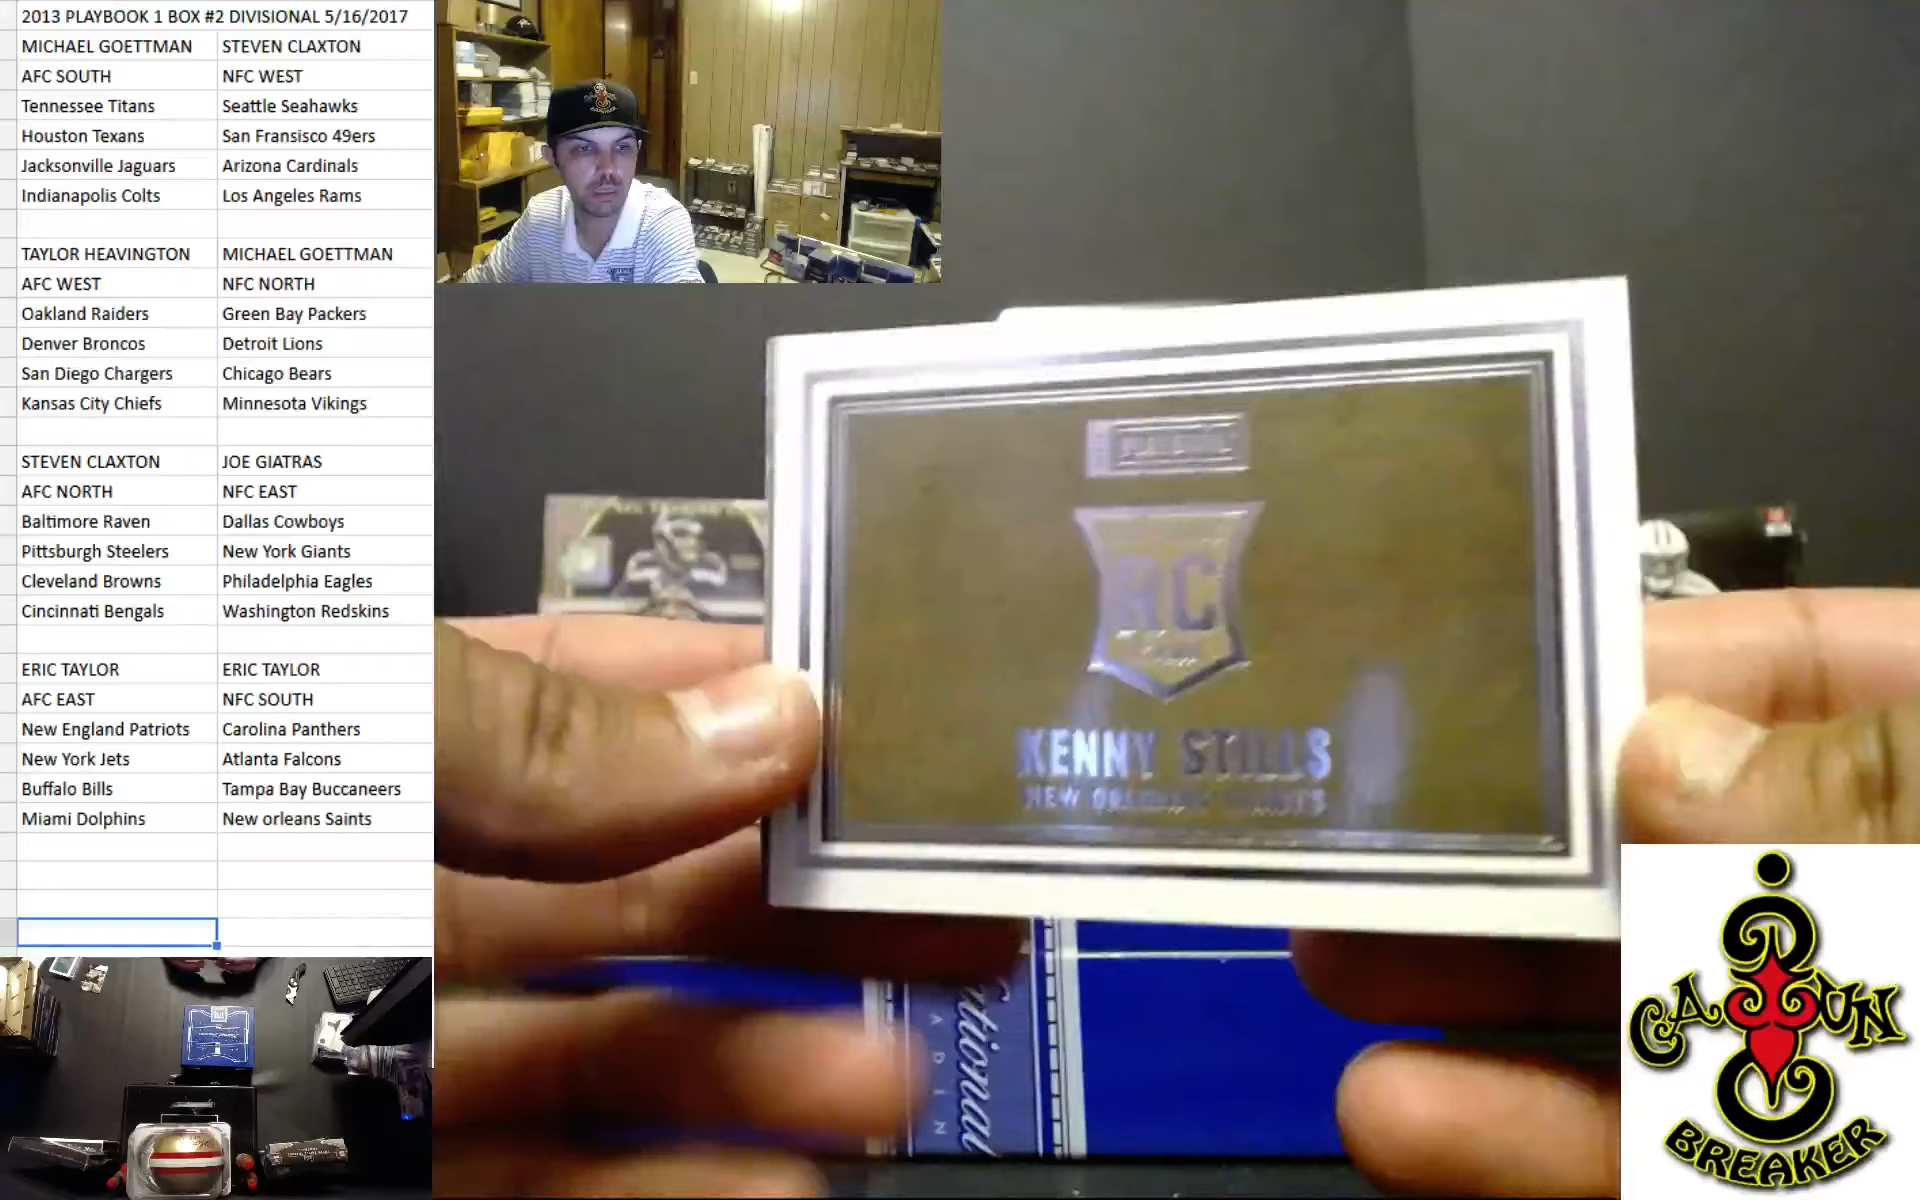 2013 PLAYBOOK 1 BOX #2 DIVISIONAL 5/16/2017
MICHAEL GOETTMAN STEVEN CLAXTON
AFC SOUTH NFC WEST
Tennessee Titans Seattle Seahawks
Houston Texans San Fransisco 49ers
Jacksonville Jaguars Arizona Cardinals
Indianapolis Colts Los Angeles Rams
TAYLOR HEAVINGTON MICHAEL GOETTMAN
AFC WEST NFC NORTH
Oakland Raiders Green Bay Packers
Denver Broncos Detroit Lions
San Diego Chargers Chicago Bears
Kansas City Chiefs Minnesota Vikings
STEVEN CLAXTON JOE GIATRAS
AFC NORTH NFC EAST
Baltimore Raven Dallas Cowboys
Pittsburgh Steelers New York Giants
Cleveland Browns Philadelphia Eagles
Cincinnati Bengals Washington Redskins
ERIC TAYLOR ERIC TAYLOR
AFC EAST NFC SOUTH
New England Patriots Carolina Panthers
New York Jets Atlanta Falcons
Buffalo Bills Tampa Bay Buccaneers
Miami Dolphins New orleans Saints
PLAYBOOK
RC
KENNY STILLS
NEW ORLEANS SAINTS
CAJUN
BREAKER